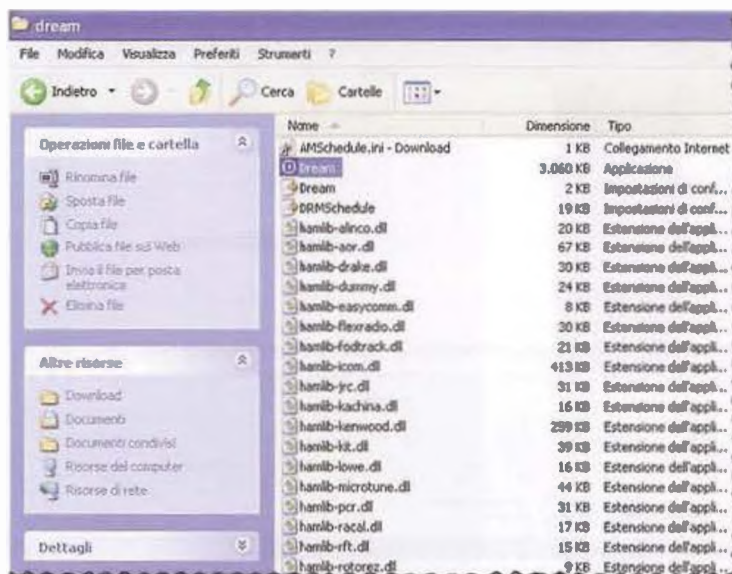 dream
File Modifica Visualizza Preferiti Strumenti ?
Indietro Cerca Cartelle
Operazioni file e cartella
Rinomina file
Sposta file
Copia file
Pubblica file sul Web
Invia il file per posta
elettronica
Elimina file
Altre risorse
Download
Documenti
Documenti condivisi
Risorse del computer
Risorse di rete
Dettagli
Nome Dimensione Tipo
AMSchedule.ini - Download 1 KB Collegamento Internet
Dream 3.060 KB Applicazione
Dream 2 KB Impostazioni di conf...
DRMSchedule 19 KB Impostazioni di conf...
hamlib-alinco.dll 20 KB Estensione dell'appli...
hamlib-aor.dll 67 KB Estensione dell'appli...
hamlib-drake.dll 30 KB Estensione dell'appli...
hamlib-dummy.dll 24 KB Estensione dell'appli...
hamlib-easycomm.dll 8 KB Estensione dell'appli...
hamlib-flexradio.dll 30 KB Estensione dell'appli...
hamlib-fodtrack.dll 21 KB Estensione dell'appli...
hamlib-icom.dll 413 KB Estensione dell'appli...
hamlib-jrc.dll 31 KB Estensione dell'appli...
hamlib-kachina.dll 16 KB Estensione dell'appli...
hamlib-kenwood.dll 259 KB Estensione dell'appli...
hamlib-kit.dll 39 KB Estensione dell'appli...
hamlib-lowe.dll 16 KB Estensione dell'appli...
hamlib-microtune.dll 44 KB Estensione dell'appli...
hamlib-pcr.dll 31 KB Estensione dell'appli...
hamlib-racal.dll 17 KB Estensione dell'appli...
hamlib-rft.dll 15 KB Estensione dell'appli...
hamlib-rotorez.dll 9 KB Estensione dell'appli...